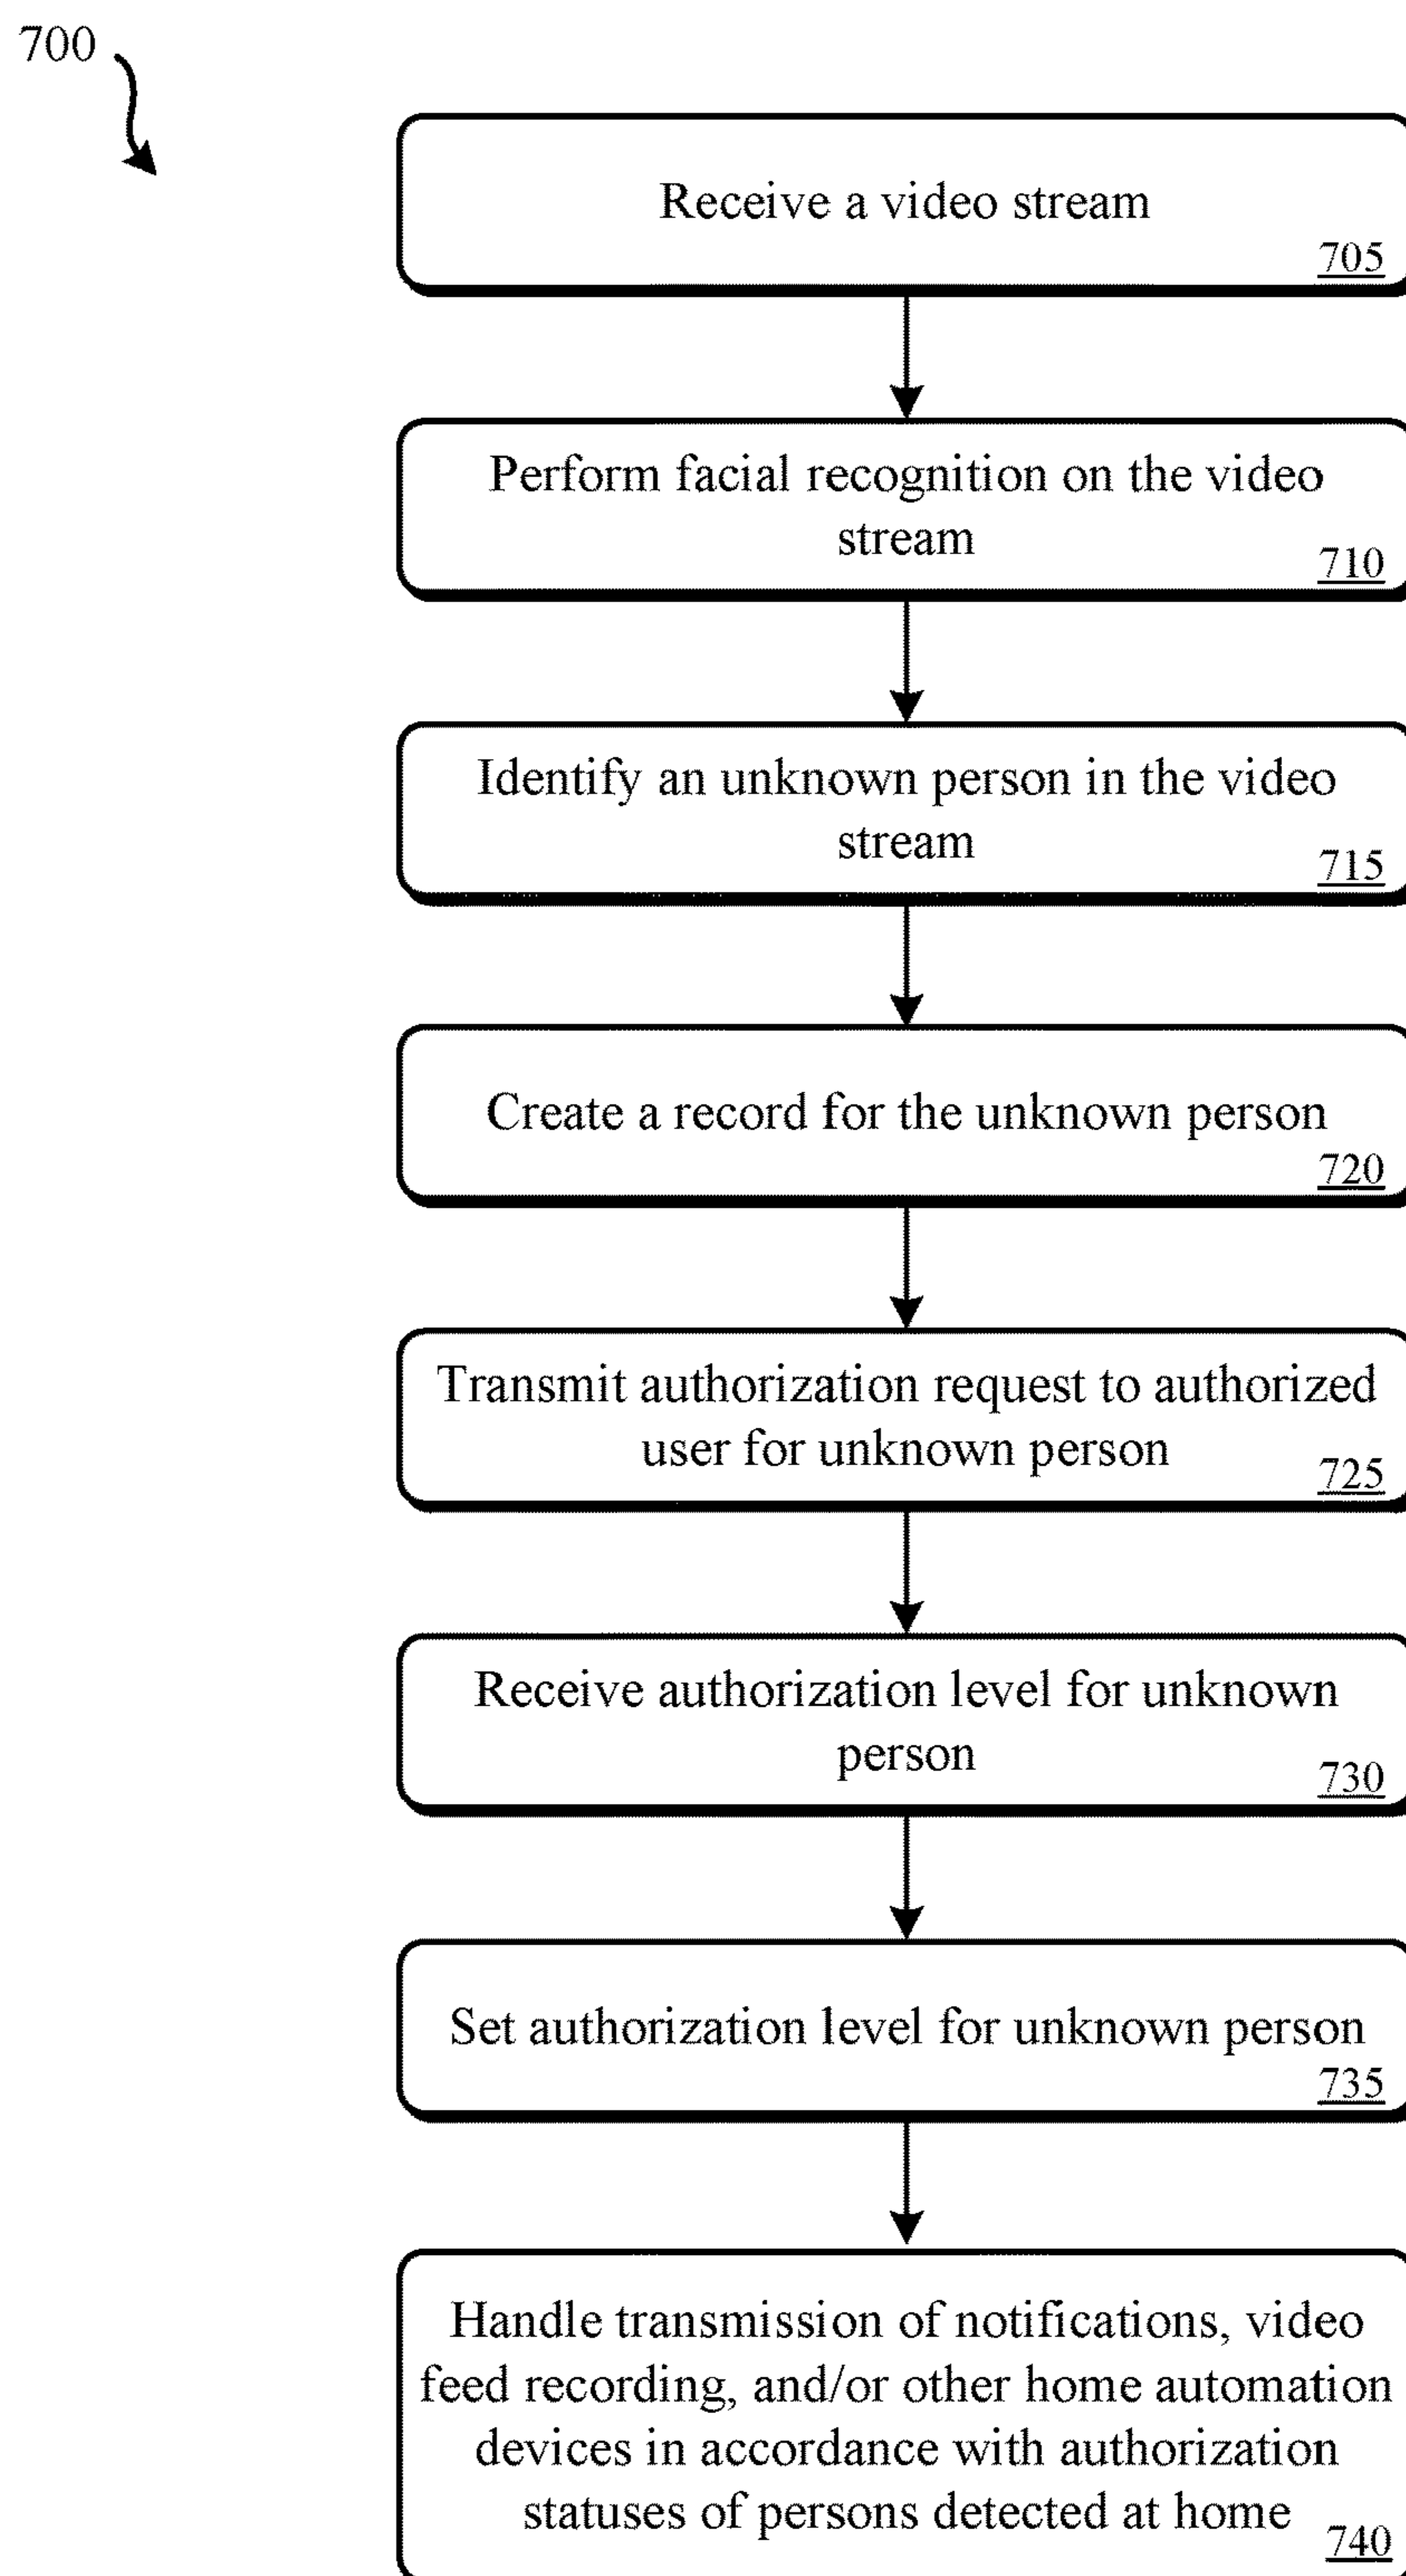 700
Receive a video stream
705
Perform facial recognition on the video
stream
710
Identify an unknown person in the video
stream
715
Create a record for the unknown person
720
Transmit authorization request to authorized
user for unknown person
725
Receive authorization level for unknown
person
730
Set authorization level for unknown person
735
Handle transmission of notifications, video
feed recording, and/or other home automation
devices in accordance with authorization
statuses of persons detected at home
740